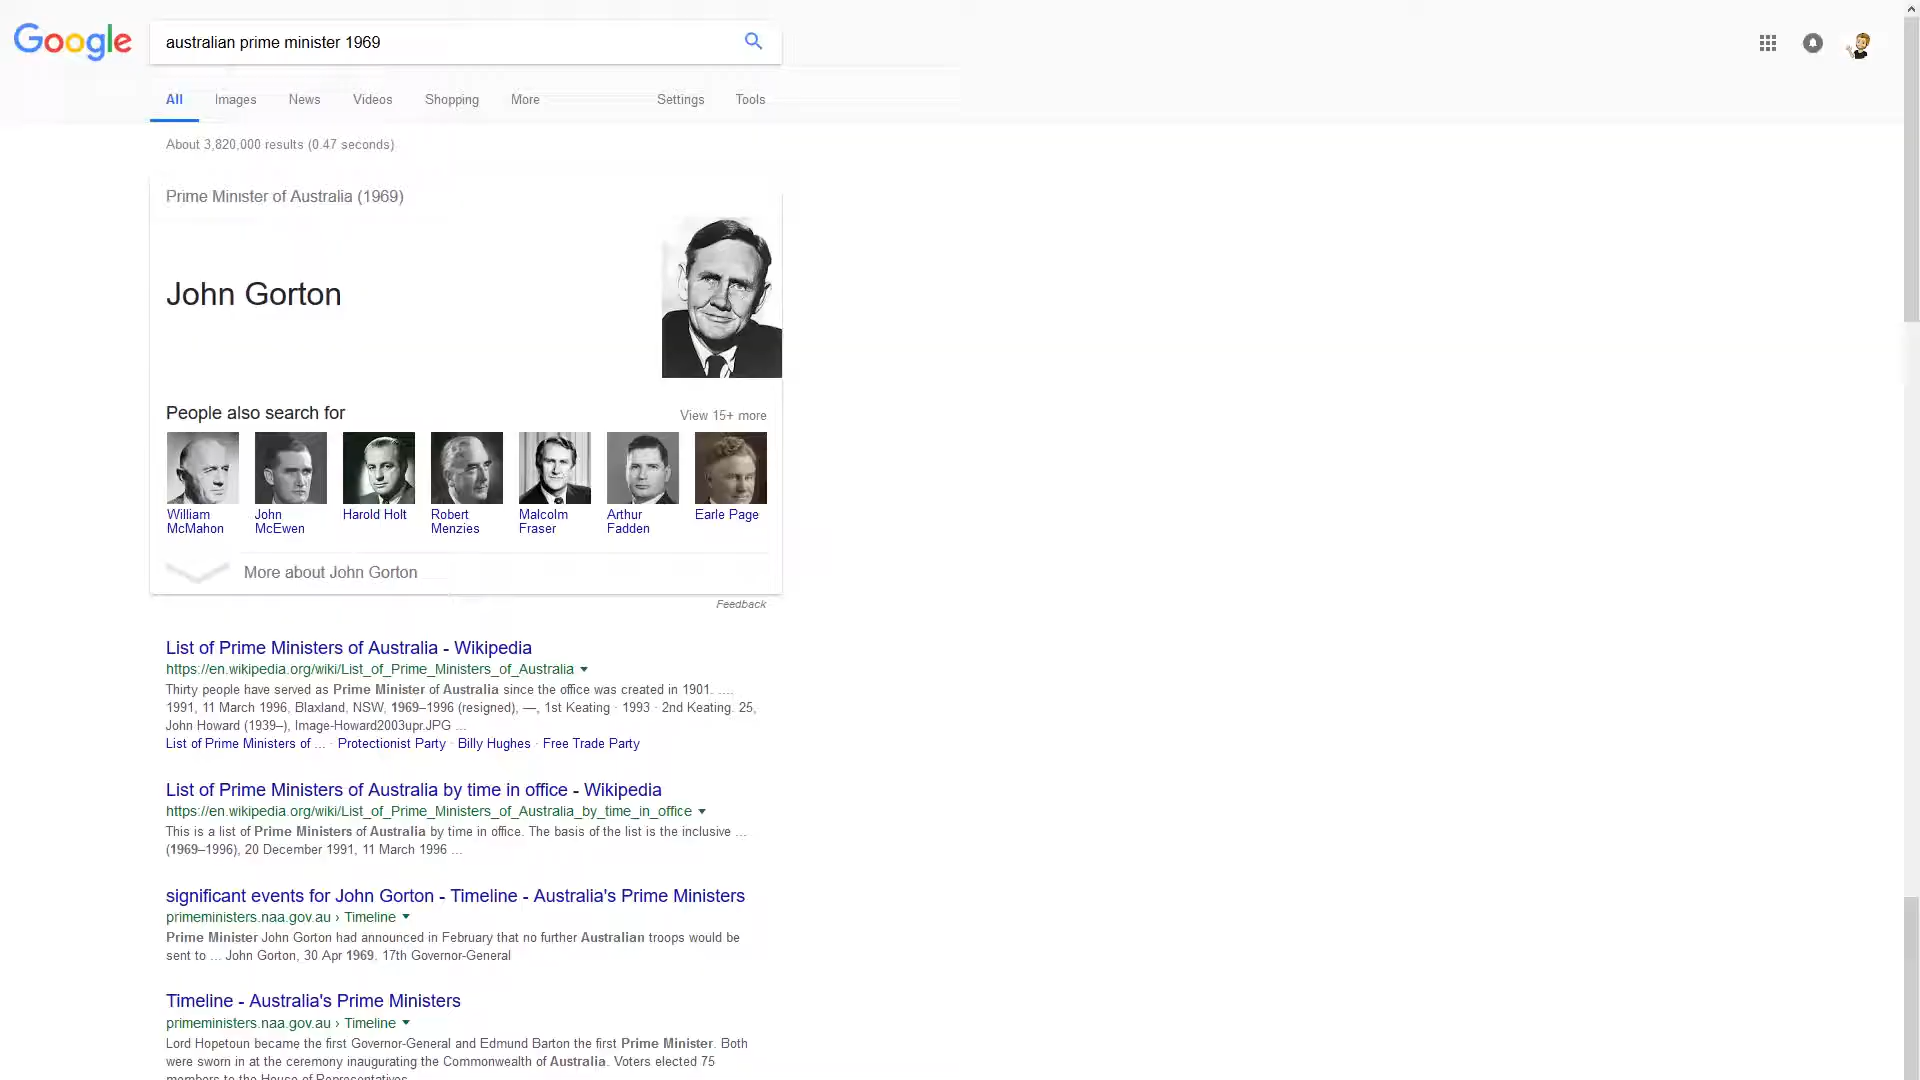 Google
australian prime minister 1969
All Images News Videos Shopping More Settings Tools
About 3,820,000 results (0.47 seconds)
Prime Minister of Australia (1969)
John Gorton
People also search for
View 15+ more
William McMahon
John McEwen
Harold Holt
Robert Menzies
Malcolm Fraser
Arthur Fadden
Earle Page
More about John Gorton
Feedback
List of Prime Ministers of Australia - Wikipedia
https://en.wikipedia.org/wiki/List_of_Prime_Ministers_of_Australia
Thirty people have served as Prime Minister of Australia since the office was created in 1901. ....
1991, 11 March 1996, Blaxland, NSW, 1969–1996 (resigned), —, 1st Keating · 1993 · 2nd Keating. 25,
John Howard (1939–), Image-Howard2003upr.JPG ...
List of Prime Ministers of ... · Protectionist Party · Billy Hughes · Free Trade Party
List of Prime Ministers of Australia by time in office - Wikipedia
https://en.wikipedia.org/wiki/List_of_Prime_Ministers_of_Australia_by_time_in_office
This is a list of Prime Ministers of Australia by time in office. The basis of the list is the inclusive ...
(1969–1996), 20 December 1991, 11 March 1996 ...
significant events for John Gorton - Timeline - Australia's Prime Ministers
primeministers.naa.gov.au › Timeline
Prime Minister John Gorton had announced in February that no further Australian troops would be
sent to ... John Gorton, 30 Apr 1969. 17th Governor-General
Timeline - Australia's Prime Ministers
primeministers.naa.gov.au › Timeline
Lord Hopetoun became the first Governor-General and Edmund Barton the first Prime Minister. Both
were sworn in at the ceremony inaugurating the Commonwealth of Australia. Voters elected 75
members to the House of Representatives